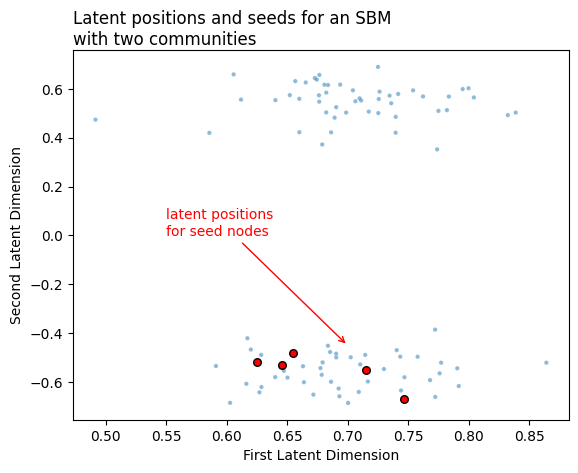 Latent positions and seeds for an SBM
with two communities
Second Latent Dimension
0.6
0.4
0.2
0.0
−0.2
−0.4
−0.6
latent positions
for seed nodes
0.50 0.55 0.60 0.65 0.70 0.75 0.80 0.85
First Latent Dimension